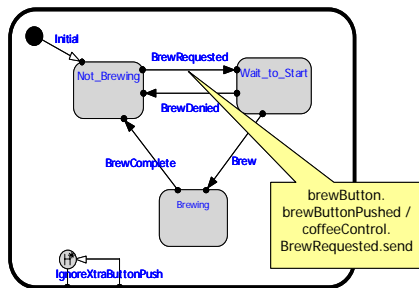 Initial
BrewRequested
Not_Brewing
Wait_to_Start
BrewDenied
BrewComplete
Brew
Brewing
brewButton.
brewButtonPushed /
coffeeControl.
BrewRequested.send
H*
IgnoreXtraButtonPush